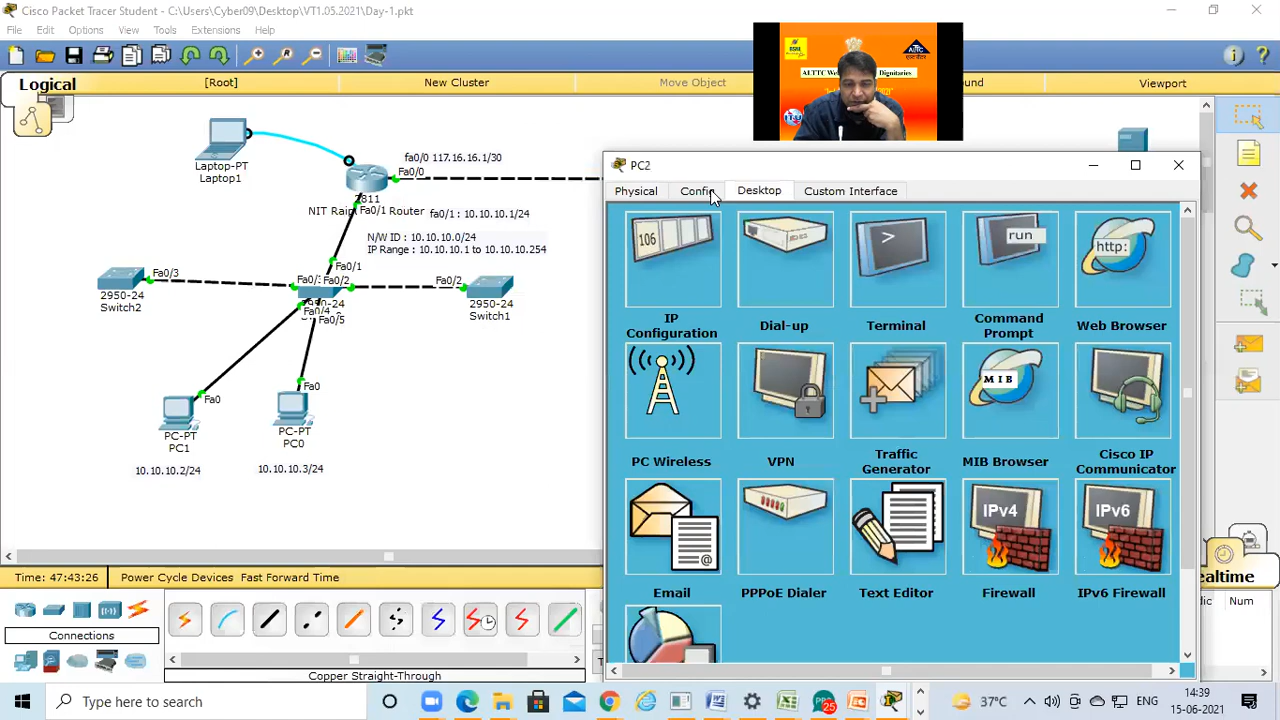 Cisco Packet Tracer Student - C:\Users\Cyber09\Desktop\VT1.05.2021\Day-1.pkt
File Edit Options View Tools Extensions Help
Logical
[Root]
New Cluster
Move Object
Viewport
BSNL
ALTTC
Dignitaries
Laptop-PT
Laptop1
fa0/0 117.16.16.1/30
Fa0/0
2811
Router
Fa0/1
fa0/1 : 10.10.10.1/24
N/W ID : 10.10.10.0/24
IP Range : 10.10.10.1 to 10.10.10.254
Fa0/1
Fa0/3
2950-24
Switch2
Fa0/2
Fa0/2
2950-24
Switch1
Fa0/4
Fa0/5
Fa0
Fa0
PC-PT
PC1
PC-PT
PC0
10.10.10.2/24
10.10.10.3/24
PC2
Physical
Config
Desktop
Custom Interface
106
run
http:
IP
Configuration
Dial-up
Terminal
Command
Prompt
Web Browser
MIB
PC Wireless
VPN
Traffic
Generator
MIB Browser
Cisco IP
Communicator
IPv4
IPv6
Email
PPPoE Dialer
Text Editor
Firewall
IPv6 Firewall
Time: 47:43:26
Power Cycle Devices Fast Forward Time
Connections
Copper Straight-Through
Num
Type here to search
25
37°C
ENG
14:39
15-06-2021